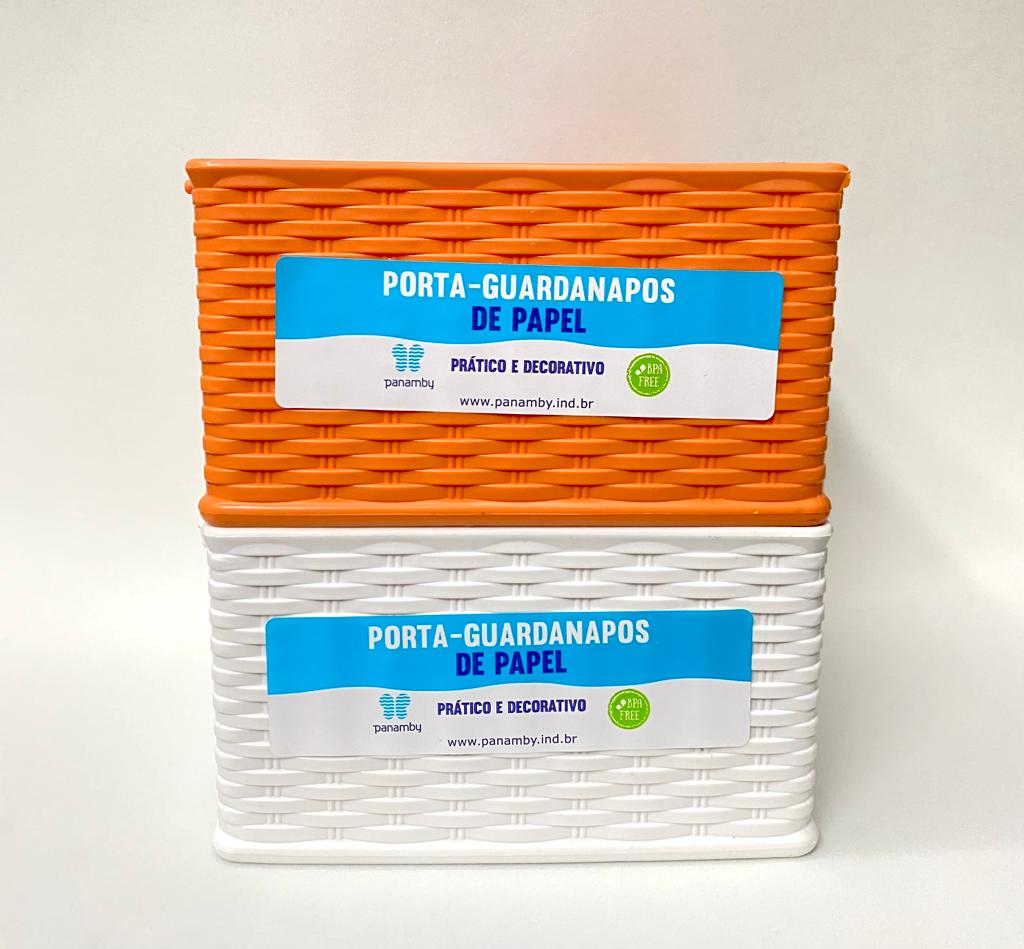 PORTA-GUARDANAPOS
DE PAPEL
panamby
PRÁTICO E DECORATIVO
BPA
FREE
www.panamby.ind.br
PORTA-GUARDANAPOS
DE PAPEL
panamby
PRÁTICO E DECORATIVO
BPA
FREE
www.panamby.ind.br